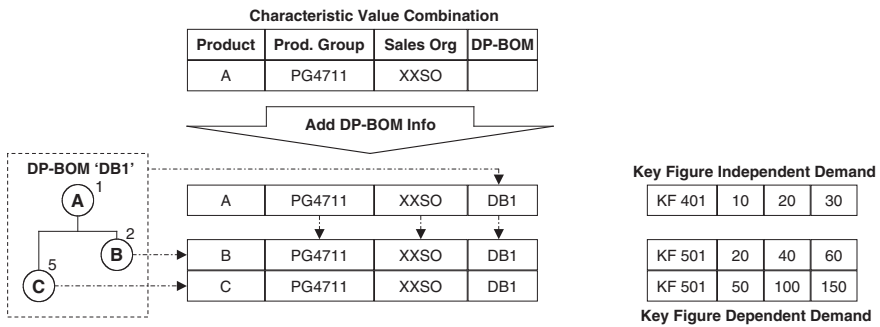 Characteristic Value Combination
Product Prod. Group Sales Org DP-BOM
A PG4711 XXSO
Add DP-BOM Info
DP-BOM ‘DB1’
A 1
B 2
C 5
A PG4711 XXSO DB1
B PG4711 XXSO DB1
C PG4711 XXSO DB1
Key Figure Independent Demand
KF 401 10 20 30
KF 501 20 40 60
KF 501 50 100 150
Key Figure Dependent Demand